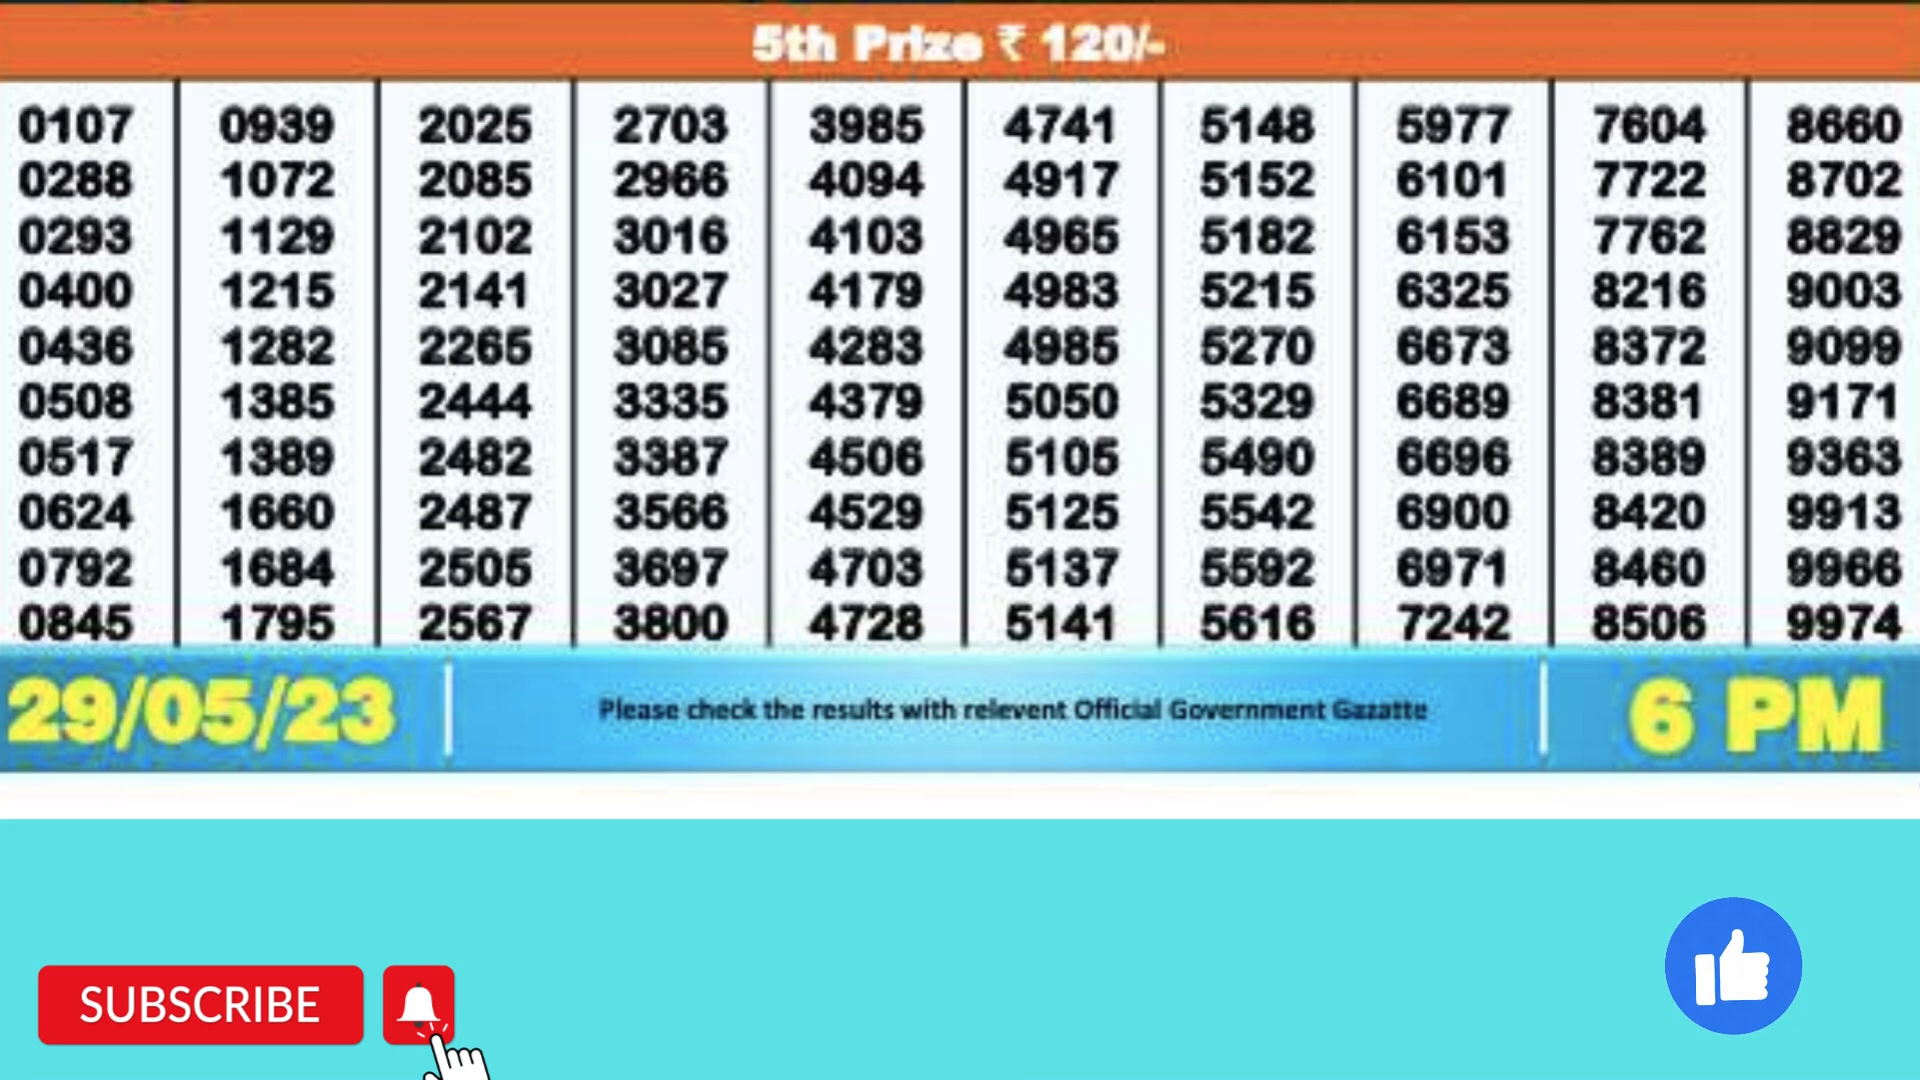 5th Prize ₹ 120/-
0107 0939 2025 2703 3985 4741 5148 5977 7604 8660
0288 1072 2085 2966 4094 4917 5152 6101 7722 8702
0293 1129 2102 3016 4103 4965 5182 6153 7762 8829
0400 1215 2141 3027 4179 4983 5215 6325 8216 9003
0436 1282 2265 3085 4283 4985 5270 6673 8372 9099
0508 1385 2444 3335 4379 5050 5329 6689 8381 9171
0517 1389 2482 3387 4506 5105 5490 6696 8389 9363
0624 1660 2487 3566 4529 5125 5542 6900 8420 9913
0792 1684 2505 3697 4703 5137 5592 6971 8460 9966
0845 1795 2567 3800 4728 5141 5616 7242 8506 9974
29/05/23 Please check the results with relevent Official Government Gazatte 6 PM
SUBSCRIBE